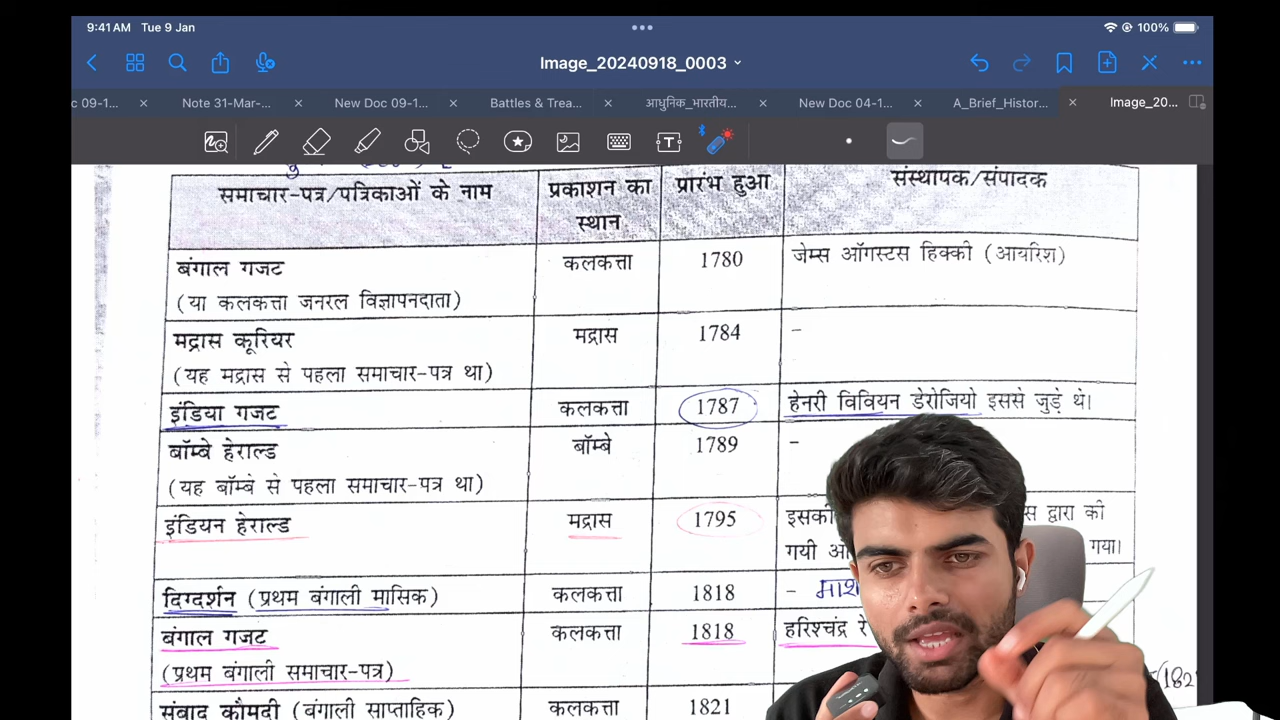 9:41 AM Tue 9 Jan
100%
Image_20240918_0003
c 09-1...
Note 31-Mar-...
New Doc 09-1...
Battles & Trea...
आधुनिक_भारतीय...
New Doc 04-1...
A_Brief_Histor...
Image_20...
समाचार-पत्र/पत्रिकाओं के नाम प्रकाशन का स्थान प्रारंभ हुआ संस्थापक/संपादक
बंगाल गजट कलकत्ता 1780 जेम्स ऑगस्टस हिक्की (आयरिश)
(या कलकत्ता जनरल विज्ञापनदाता)
मद्रास कूरियर मद्रास 1784 -
(यह मद्रास से पहला समाचार-पत्र था)
इंडिया गजट कलकत्ता 1787 हेनरी विवियन डेरोजियो इससे जुड़े थे।
बॉम्बे हेराल्ड बॉम्बे 1789 -
(यह बॉम्बे से पहला समाचार-पत्र था)
इंडियन हेराल्ड मद्रास 1795 द्वारा की
गयी गया।
दिग्दर्शन (प्रथम बंगाली मासिक) कलकत्ता 1818 -
बंगाल गजट कलकत्ता 1818 हरिश्चंद्र
(प्रथम बंगाली समाचार-पत्र)
संवाद कौमुदी (बंगाली साप्ताहिक) कलकत्ता 1821